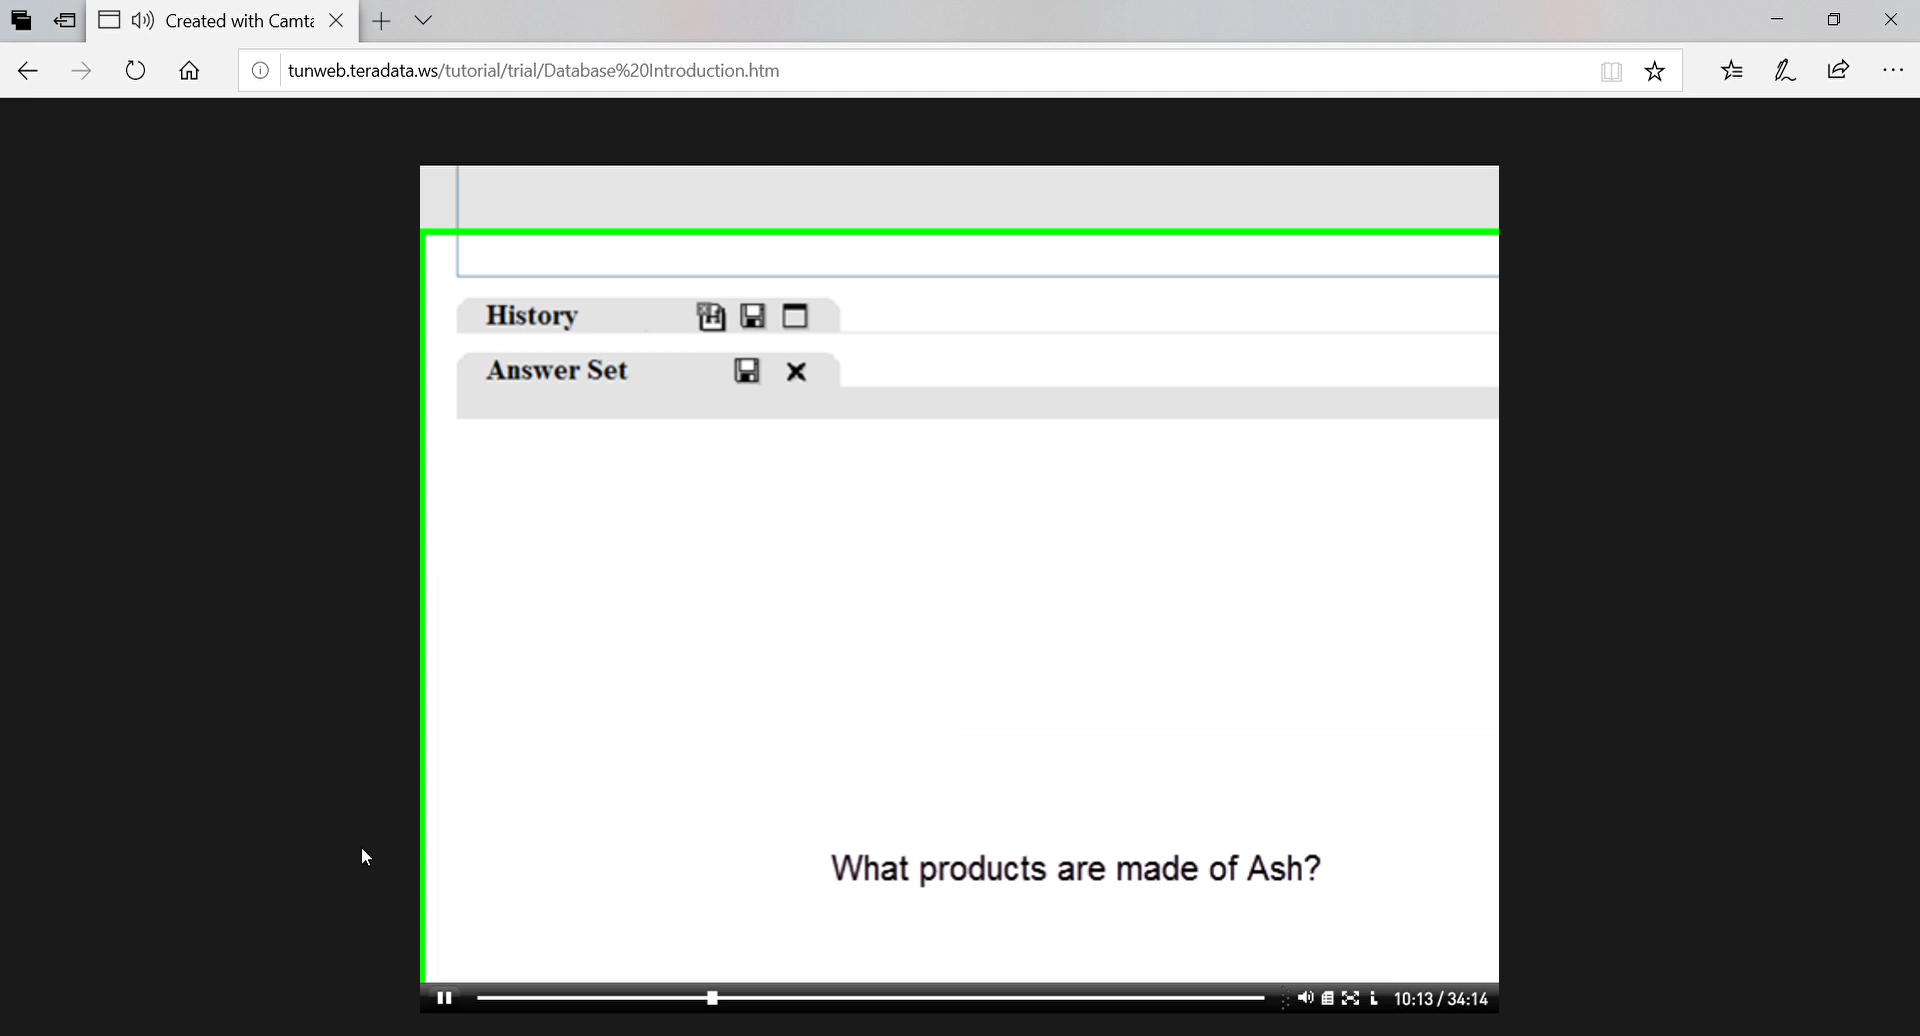 Created with Camta
tunweb.teradata.ws/tutorial/trial/Database%20Introduction.htm
History
Answer Set
What products are made of Ash?
10:13 / 34:14